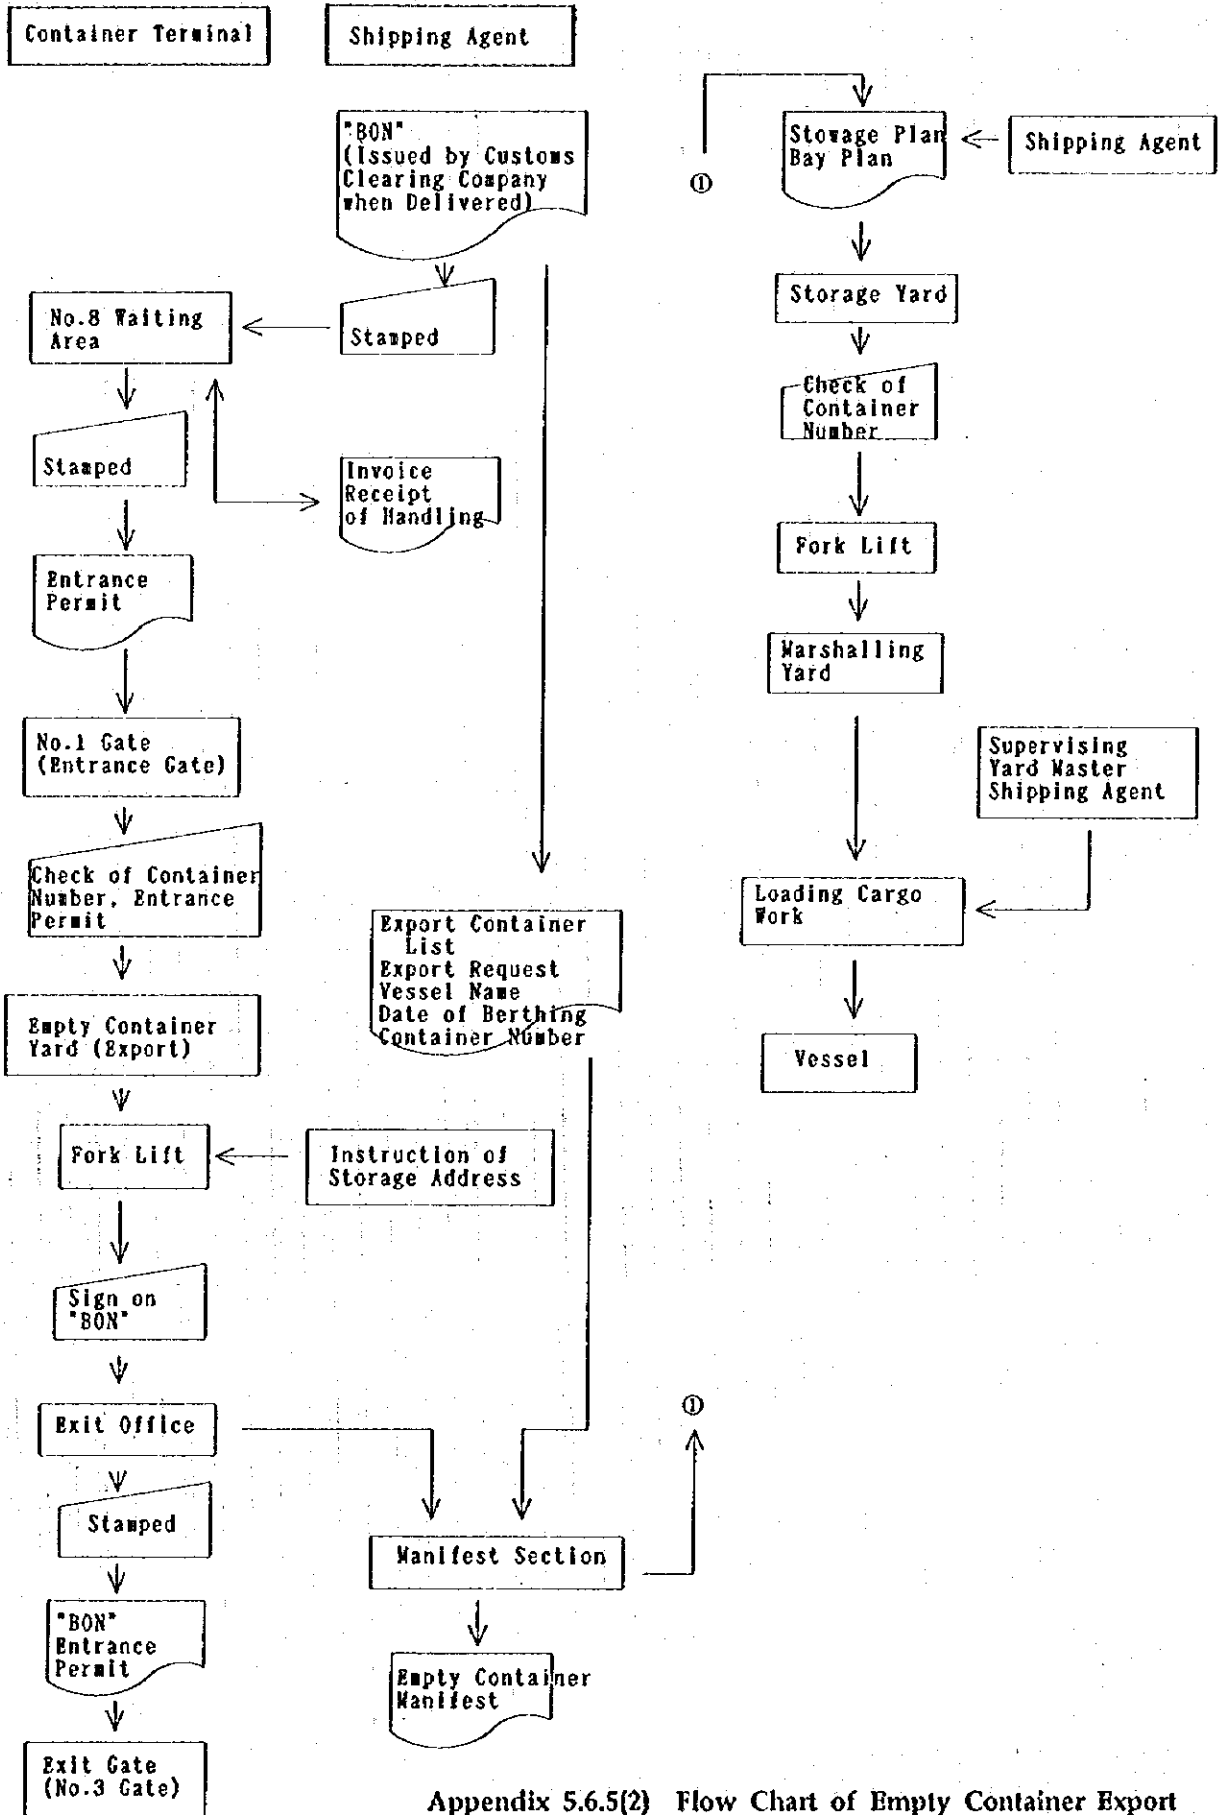 Container Terminal
Shipping Agent
"BON"
(Issued by Customs
Clearing Company
when Delivered)
Stamped
No.8 Waiting
Area
Stamped
Invoice
Receipt
of Handling
Entrance
Permit
No.1 Gate
(Entrance Gate)
Check of Container
Number, Entrance
Permit
Export Container
List
Export Request
Vessel Name
Date of Berthing
Container Number
Empty Container
Yard (Export)
Fork Lift
Instruction of
Storage Address
Sign on
"BON"
Exit Office
Stamped
Manifest Section
"BON"
Entrance
Permit
Empty Container
Manifest
Exit Gate
(No.3 Gate)
①
①
Stowage Plan
Bay Plan
Shipping Agent
Storage Yard
Check of
Container
Number
Fork Lift
Marshalling
Yard
Supervising
Yard Master
Shipping Agent
Loading Cargo
Work
Vessel
Appendix 5.6.5(2) Flow Chart of Empty Container Export